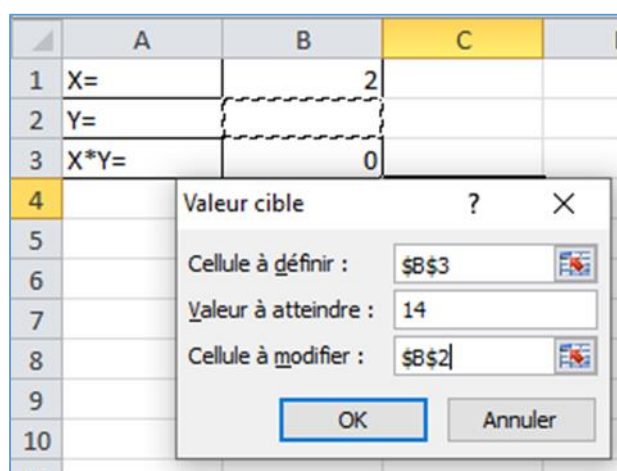 A B C
1 X= 2
2 Y=
3 X*Y= 0
4 Valeur cible ? X
5
6 Cellule à définir : $B$3
7 Valeur à atteindre : 14
8 Cellule à modifier : $B$2
9
10 OK Annuler